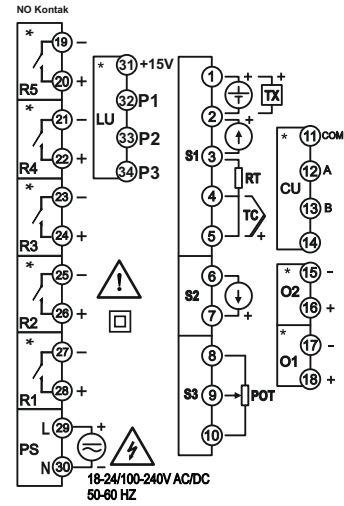 NO Kontak
*
19 −
20 +
R5
*
21 −
22 +
R4
*
23 −
24 +
R3
*
25 −
26 +
R2
*
27 −
28 +
R1
L 29 +
PS
N 30 −
18-24/100-240V AC/DC
50-60 HZ
* 31 +15V
32 P1
LU
33 P2
34 P3
!
1 + +
TX
2 +
S1 3
RT
4
TC
5 +
S2
6
7 +
8
S3 9 POT
10
* 11 COM
12 A
CU
13 B
14
* 15 -
O2
16 +
* 17 -
O1
18 +